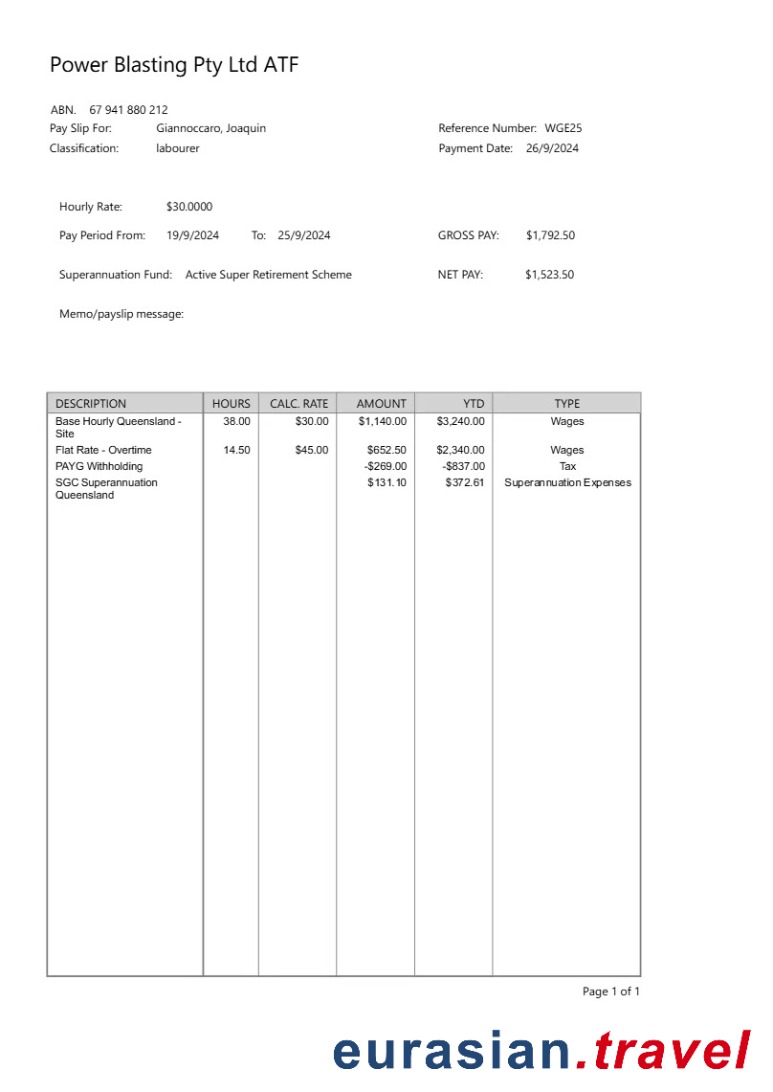 Power Blasting Pty Ltd ATF
ABN. 67 941 880 212
Pay Slip For: Giannoccaro, Joaquin
Reference Number: WGE25
Classification: labourer
Payment Date: 26/9/2024
Hourly Rate: $30.0000
Pay Period From: 19/9/2024 To: 25/9/2024
GROSS PAY: $1,792.50
Superannuation Fund: Active Super Retirement Scheme
NET PAY: $1,523.50
Memo/payslip message:
DESCRIPTION HOURS CALC. RATE AMOUNT YTD TYPE
Base Hourly Queensland - 38.00 $30.00 $1,140.00 $3,240.00 Wages
Site
Flat Rate - Overtime 14.50 $45.00 $652.50 $2,340.00 Wages
PAYG Withholding -$269.00 -$837.00 Tax
SGC Superannuation $131.10 $372.61 Superannuation Expenses
Queensland
Page 1 of 1
eurasian.travel